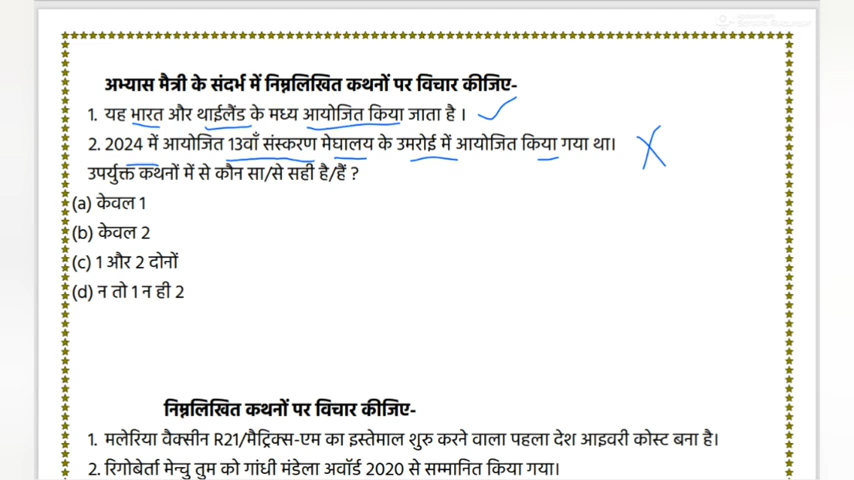 अभ्यास मैत्री के संदर्भ में निम्नलिखित कथनों पर विचार कीजिए-
1. यह भारत और थाईलैंड के मध्य आयोजित किया जाता है ।
2. 2024 में आयोजित 13वाँ संस्करण मेघालय के उमरोई में आयोजित किया गया था।
उपर्युक्त कथनों में से कौन सा/से सही है/हैं ?
(a) केवल 1
(b) केवल 2
(c) 1 और 2 दोनों
(d) न तो 1 न ही 2
निम्नलिखित कथनों पर विचार कीजिए-
1. मलेरिया वैक्सीन R21/मैट्रिक्स-एम का इस्तेमाल शुरु करने वाला पहला देश आइवरी कोस्ट बना है।
2. रिगोबेर्ता मेन्चु तुम को गांधी मंडेला अवॉर्ड 2020 से सम्मानित किया गया।